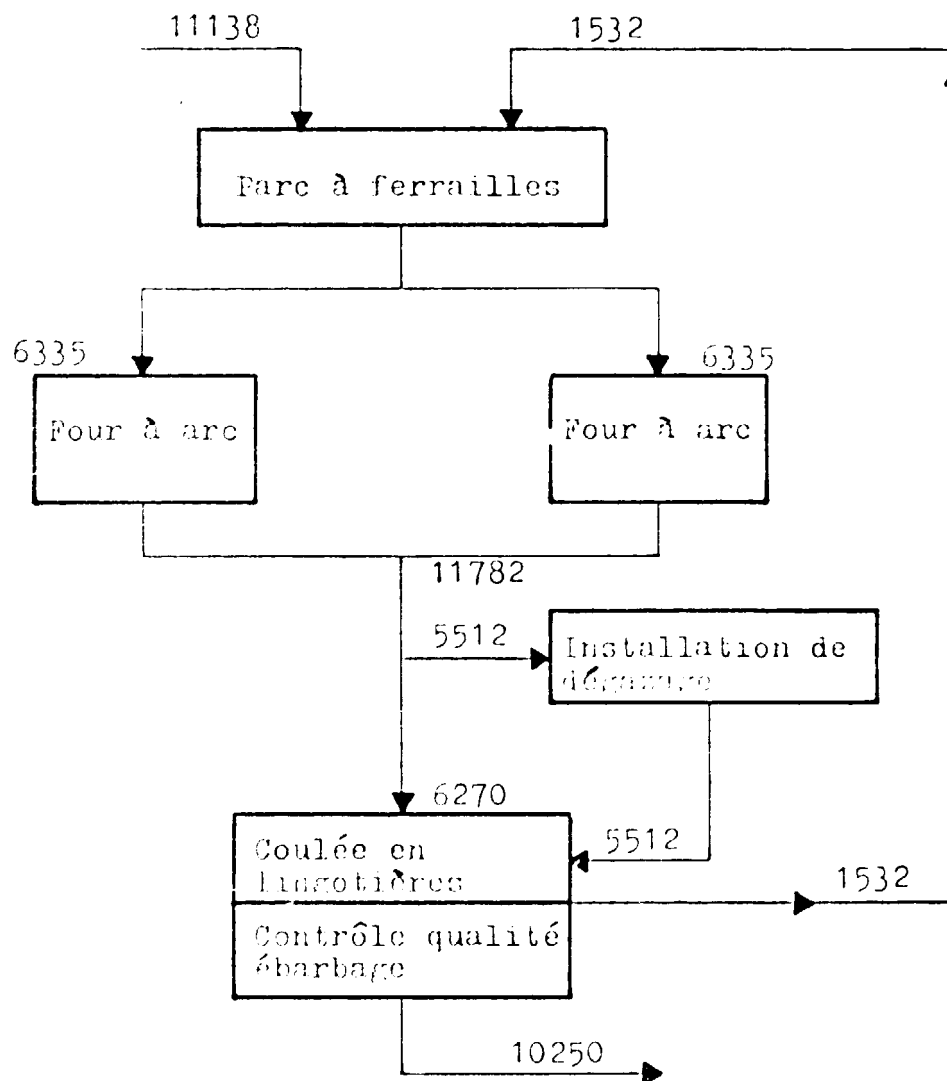 11138
1532
Parc à ferrailles
6335
6335
Four à arc
Four à arc
11782
5512
Installation de
dégazage
6270
5512
Coulée en
lingotières
1532
Contrôle qualité
ébarbage
10250